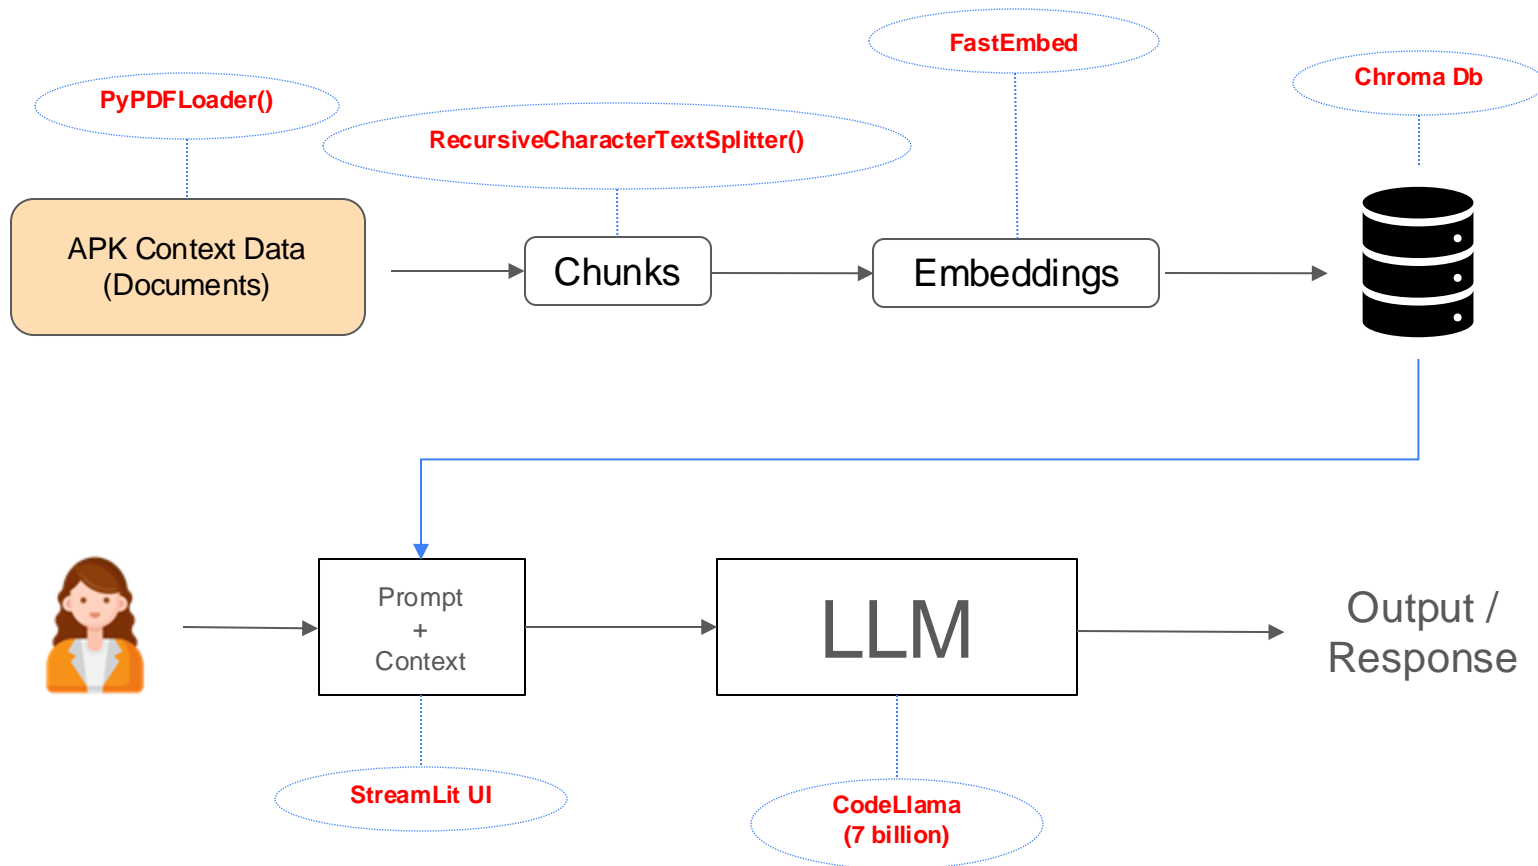 FastEmbed
Chroma Db
PyPDFLoader()
RecursiveCharacterTextSplitter()
APK Context Data
(Documents)
Chunks
Embeddings
Prompt
+
Context
LLM
Output /
Response
StreamLit UI
CodeLlama
(7 billion)